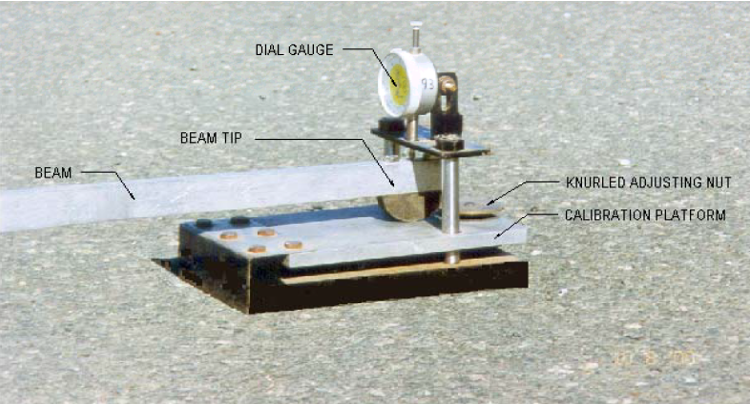 DIAL GAUGE
93
BEAM TIP
BEAM
KNURLED ADJUSTING NUT
CALIBRATION PLATFORM